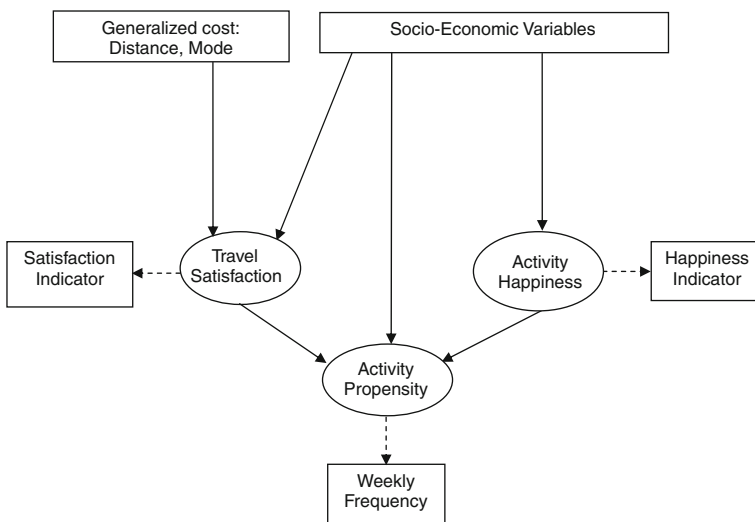 Generalized cost:
Distance, Mode
Socio-Economic Variables
Satisfaction
Indicator
Travel
Satisfaction
Activity
Happiness
Happiness
Indicator
Activity
Propensity
Weekly
Frequency